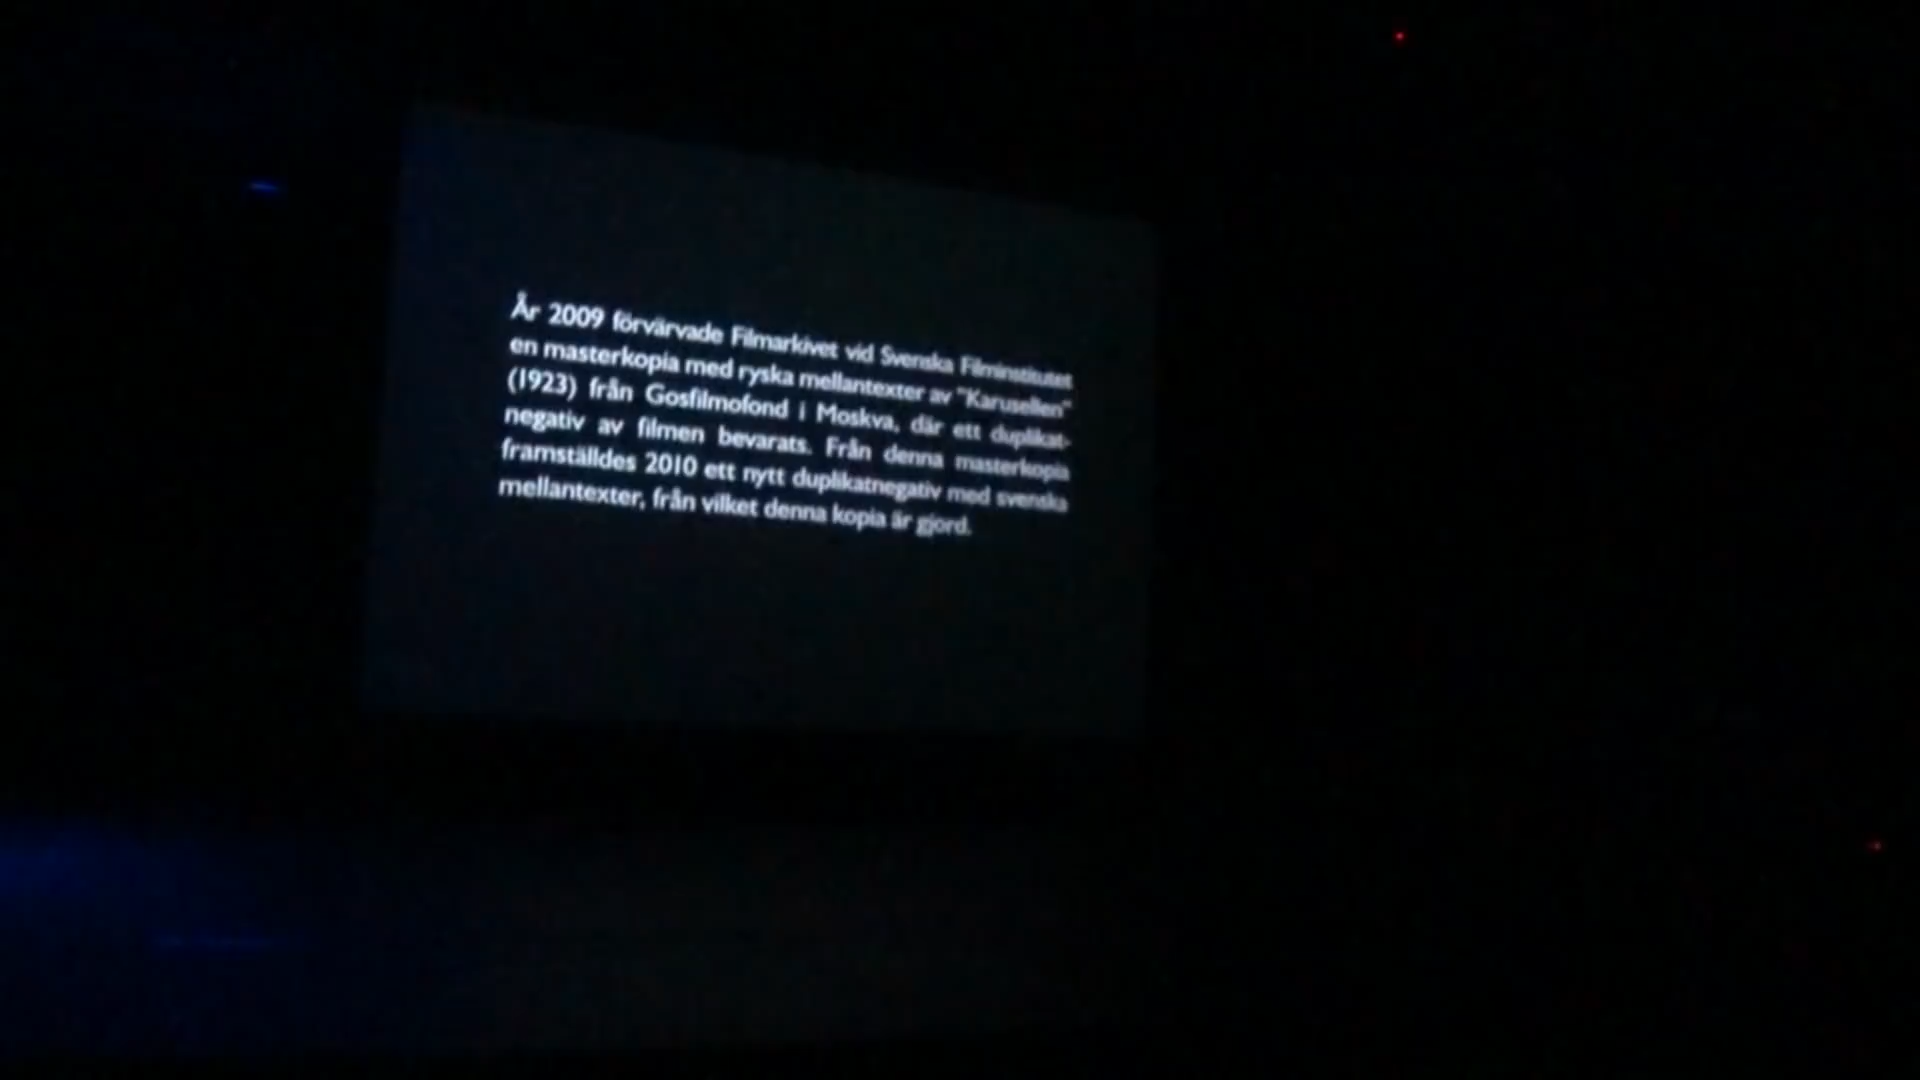 År 2009 förvärvade Filmarkivet vid Svenska Filminstitutet
en masterkopia med ryska mellantexter av "Karusellen"
(1923) från Gosfilmofond i Moskva, där ett duplikat-
negativ av filmen bevarats. Från denna masterkopia
framställdes 2010 ett nytt duplikatnegativ med svenska
mellantexter, från vilket denna kopia är gjord.